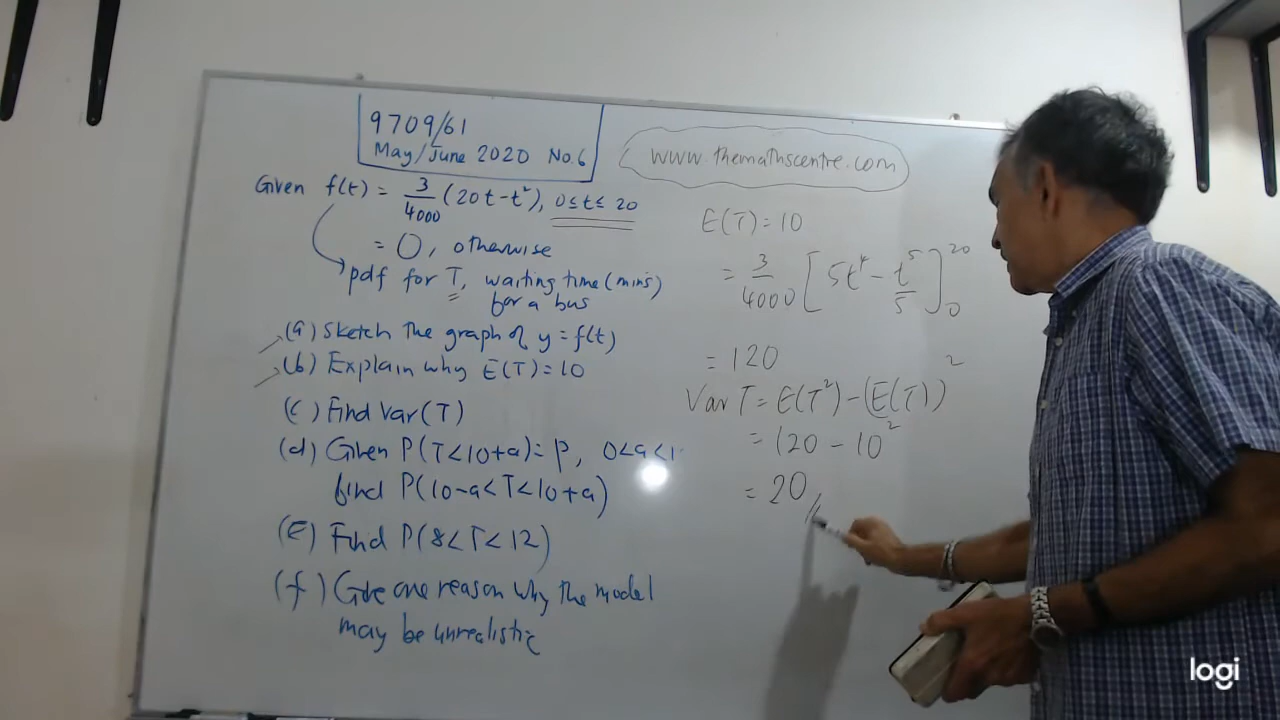 9709/61
May/June 2020 No.6
www.themathscentre.com
Given f(t) = 3/4000 (20t-t²), 0≤t≤20
= 0, otherwise
pdf for T, waiting time (mins)
for a bus
(a) Sketch the graph of y = f(t)
(b) Explain why E(T)=10
(c) Find Var(T)
(d) Given P(T<10+a)=p, 0<a<1
find P(10-a<T<10+a)
(E) Find P(8<T<12)
(f) Give one reason why the model
may be unrealistic
E(T)=10
= 3/4000 [5t⁴ - t⁵/5]²⁰₀
= 120
Var T = E(T²) - (E(T))²
= 120 - 10²
= 20//
logi